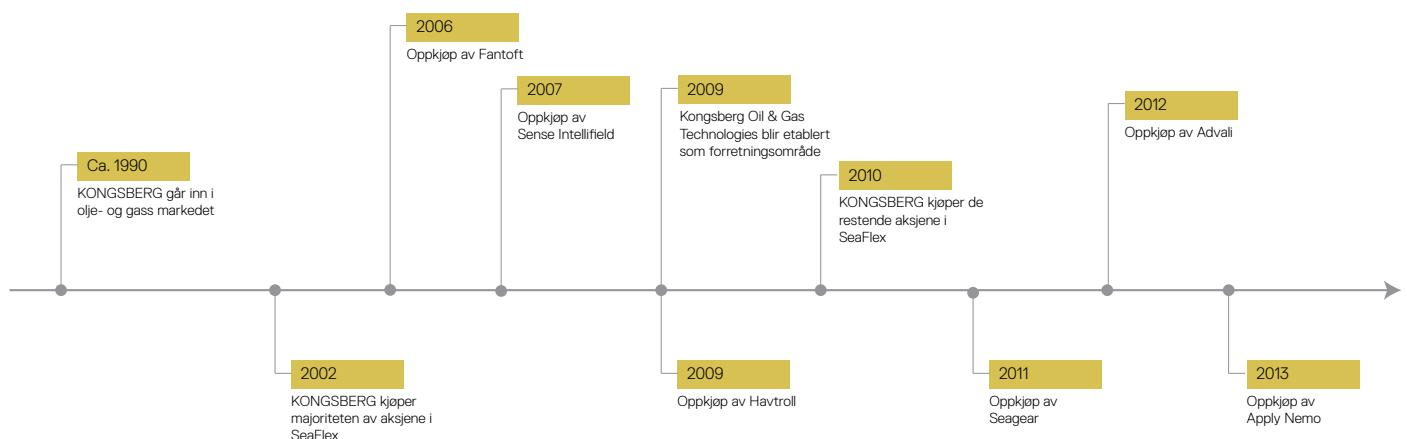 Ca. 1990
KONGSBERG går inn i
olje- og gass markedet
2002
KONGSBERG kjøper
majoriteten av aksjene i
SeaFlex
2006
Oppkjøp av Fantoft
2007
Oppkjøp av
Sense Intellifield
2009
Kongsberg Oil & Gas
Technologies blir etablert
som forretningsområde
2009
Oppkjøp av Havtroll
2010
KONGSBERG kjøper de
restende aksjene i
SeaFlex
2011
Oppkjøp av
Seagear
2012
Oppkjøp av Advali
2013
Oppkjøp av
Apply Nemo